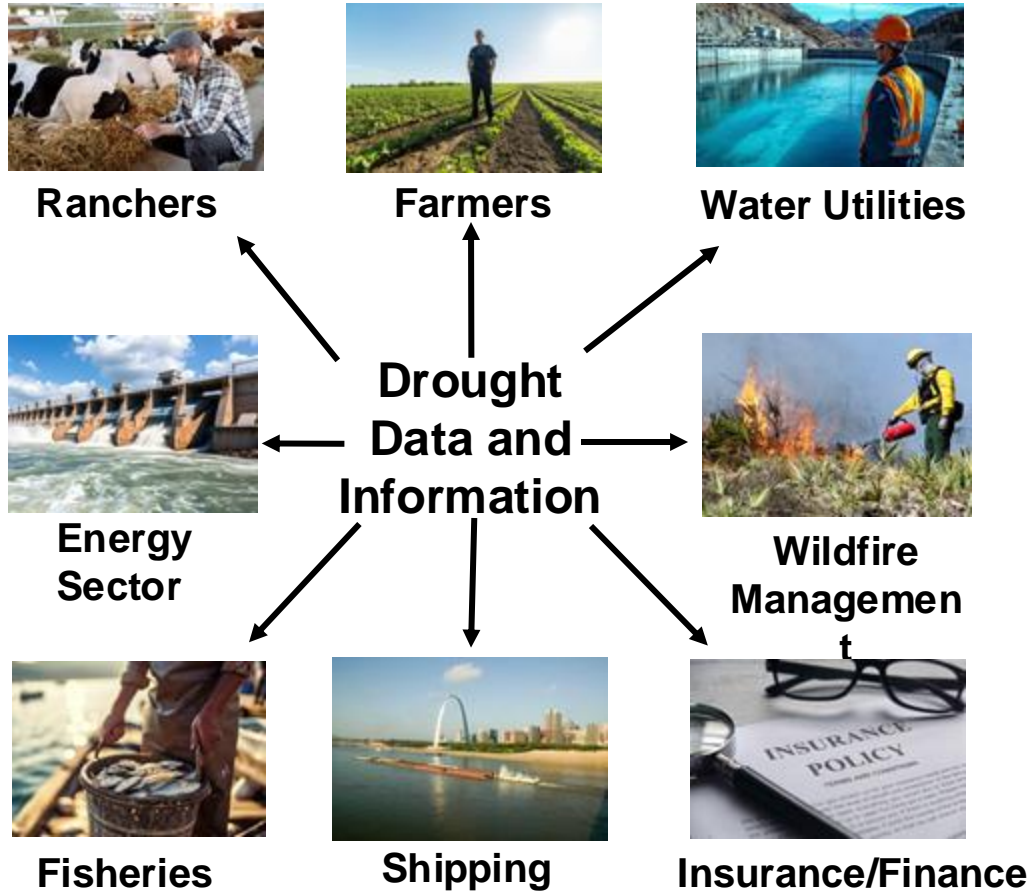 Ranchers
Farmers
Water Utilities
Drought
Data and
Information
Energy
Sector
Wildfire
Managemen
t
INSURANCE
POLICY
Fisheries
Shipping
Insurance/Finance